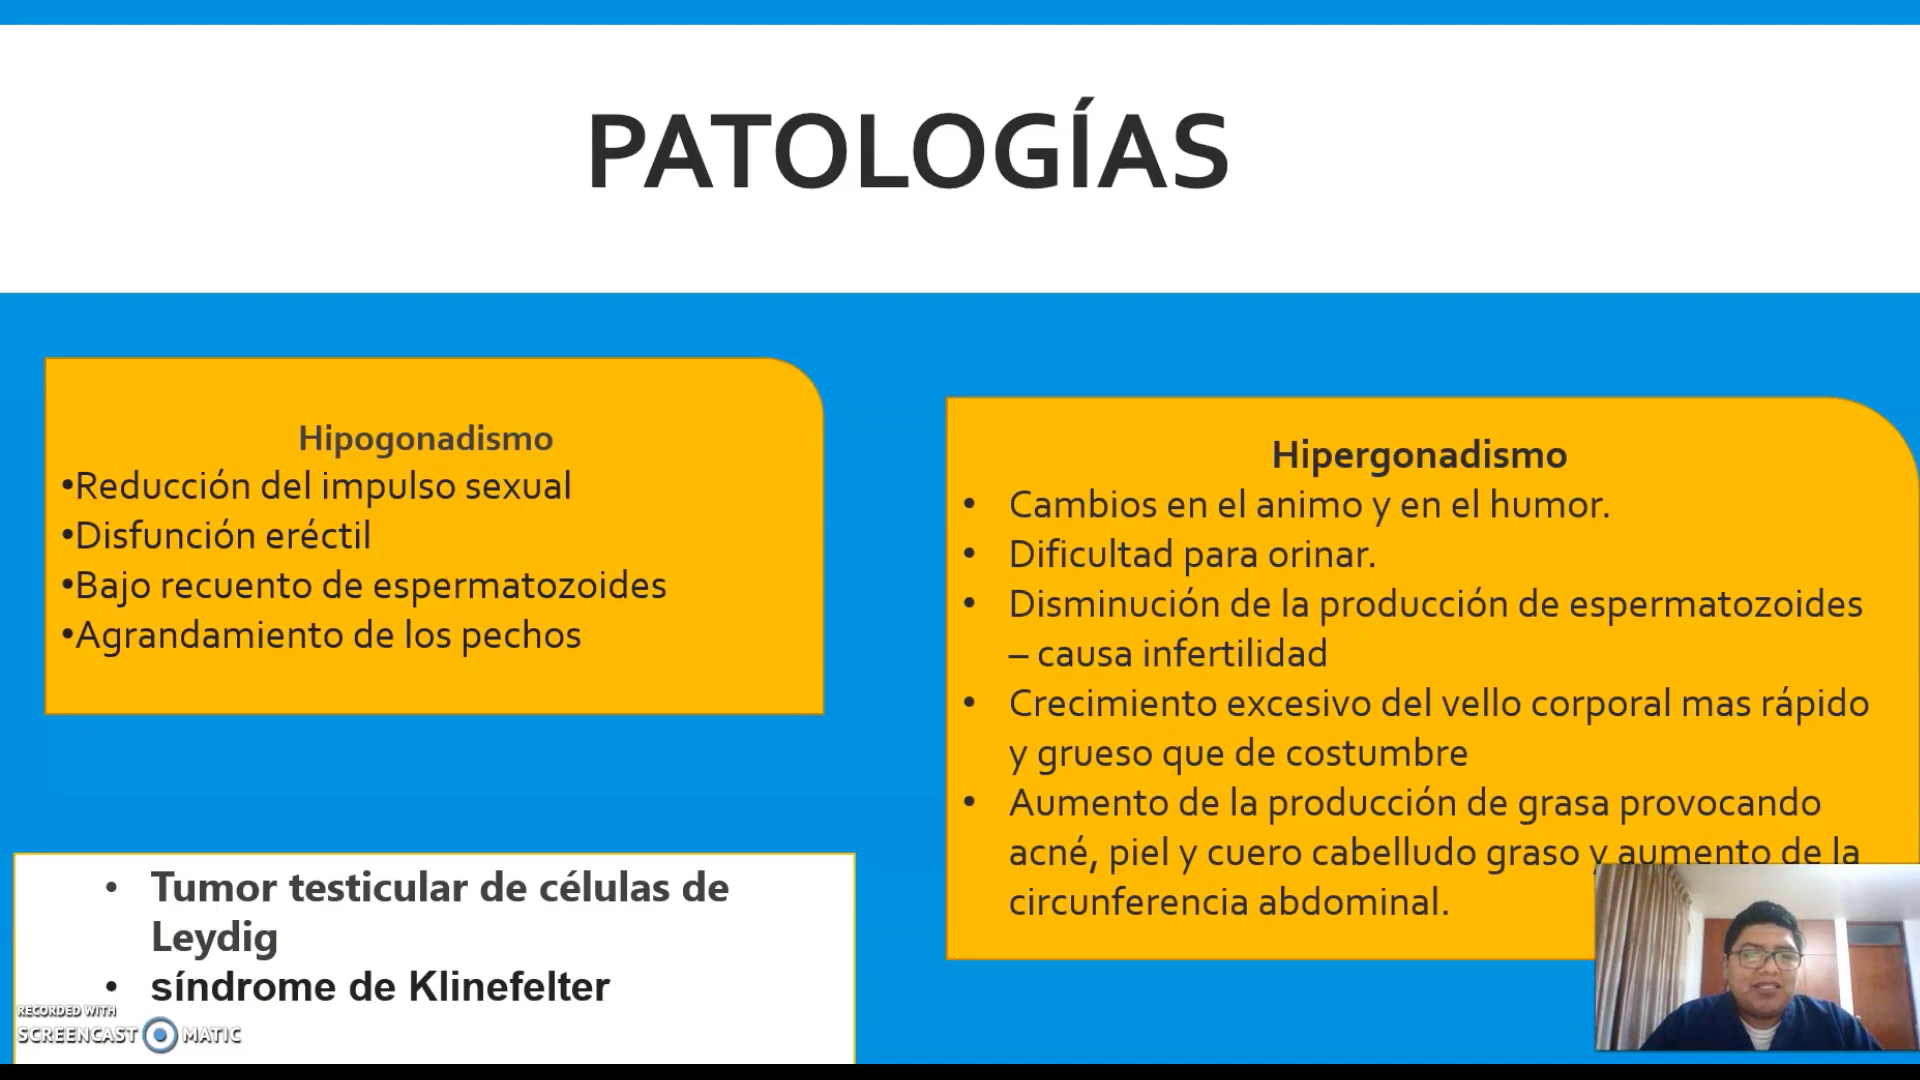 PATOLOGÍAS
Hipogonadismo
•Reducción del impulso sexual
•Disfunción eréctil
•Bajo recuento de espermatozoides
•Agrandamiento de los pechos
Hipergonadismo
• Cambios en el animo y en el humor.
• Dificultad para orinar.
• Disminución de la producción de espermatozoides
– causa infertilidad
• Crecimiento excesivo del vello corporal mas rápido
y grueso que de costumbre
• Aumento de la producción de grasa provocando
acné, piel y cuero cabelludo graso y aumento de la
circunferencia abdominal.
• Tumor testicular de células de
Leydig
• síndrome de Klinefelter
RECORDED WITH
SCREENCAST MATIC